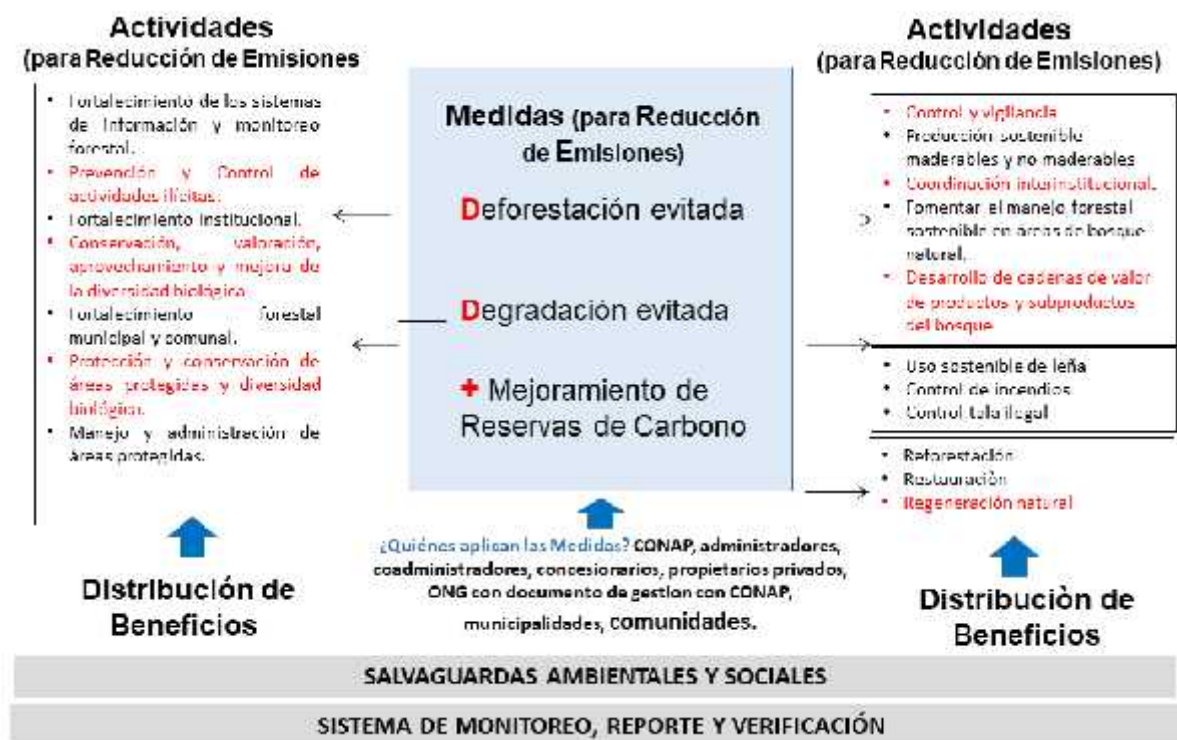 Actividades
(para Reducción de Emisiones
• Fortalecimiento de los sistemas
de Información y monitoreo
forestal.
• Prevención y Control de
actividades ilícitas.
• Fortalecimiento institucional.
• Conservación, valoración,
aprovechamiento y mejora de
la diversidad biológica
• Fortalecimiento forestal
municipal y comunal.
• Protección y conservación de
áreas protegidas y diversidad
biológica.
• Manejo y administración de
áreas protegidas.
Distribución de
Beneficios
Medidas (para Reducción
de Emisiones)
Deforestación evitada
Degradación evitada
+ Mejoramiento de
Reservas de Carbono
¿Quiénes aplican las Medidas? CONAP, administradores,
coadministradores, concesionarios, propietarios privados,
ONG con documento de gestion con CONAP,
municipalidades, comunidades.
Actividades
(para Reducción de Emisiones)
• Control y vigilancia
• Producción sostenible
maderables y no maderables
• Coordinación interinstitucional.
• Fomentar el manejo forestal
sostenible en áreas de bosque
natural.
• Desarrollo de cadenas de valor
de productos y subproductos
del bosque
• Uso sostenible de leña
• Control de incendios
• Control tala ilegal
• Reforestación
• Restauraciòn
• Regeneración natural
Distribuciòn de
Beneficios
SALVAGUARDAS AMBIENTALES Y SOCIALES
SISTEMA DE MONITOREO, REPORTE Y VERIFICACIÓN